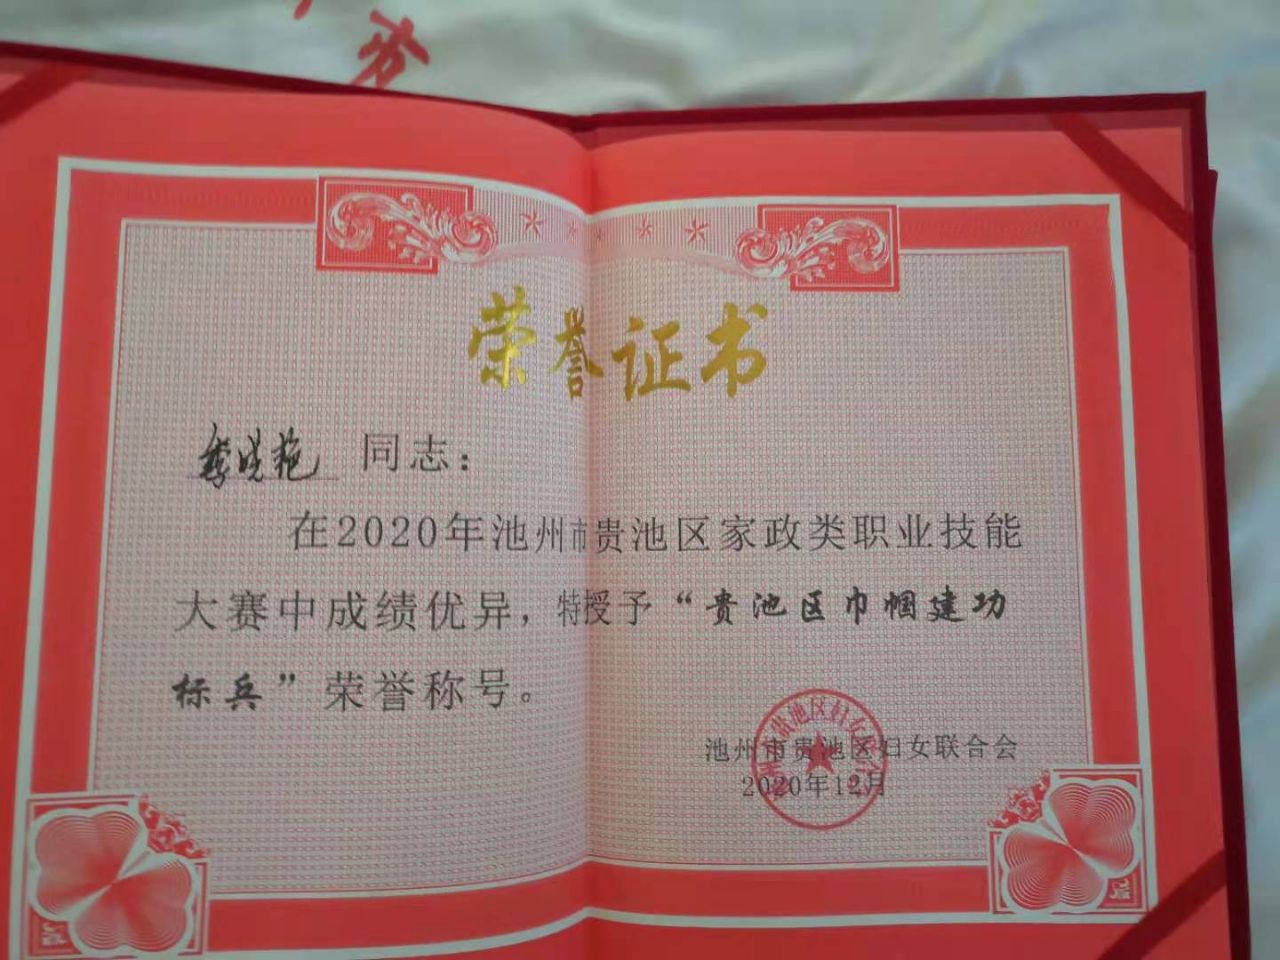 荣誉证书
李晓艳 同志：
在2020年池州市贵池区家政类职业技能
大赛中成绩优异，特授予“贵池区巾帼建功
标兵”荣誉称号。
池州市贵池区妇女联合会
2020年12月